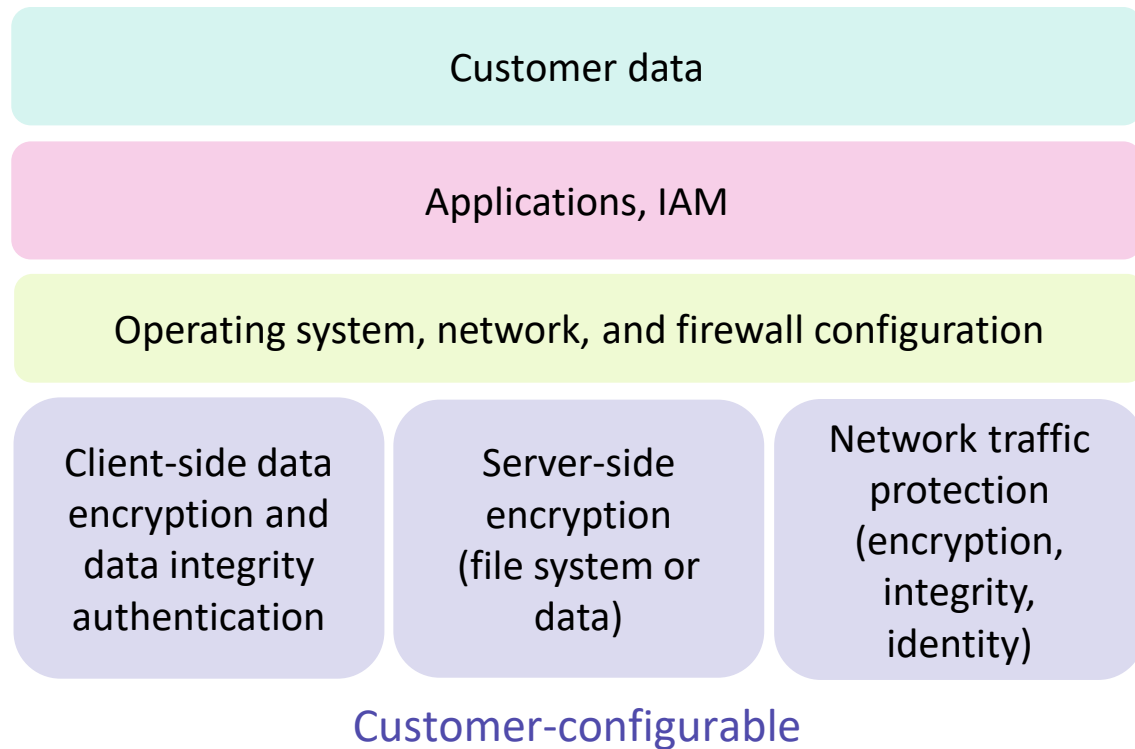 Customer data
Applications, IAM
Operating system, network, and firewall configuration
Client-side data
encryption and
data integrity
authentication
Server-side
encryption
(file system or
data)
Network traffic
protection
(encryption,
integrity,
identity)
Customer-configurable